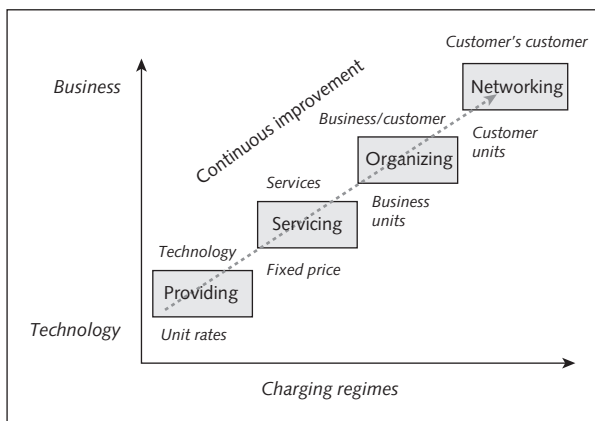 Customer's customer
Business
Networking
Continuous improvement
Business/customer
Customer
units
Organizing
Services
Business
units
Servicing
Technology
Fixed price
Providing
Technology
Unit rates
Charging regimes